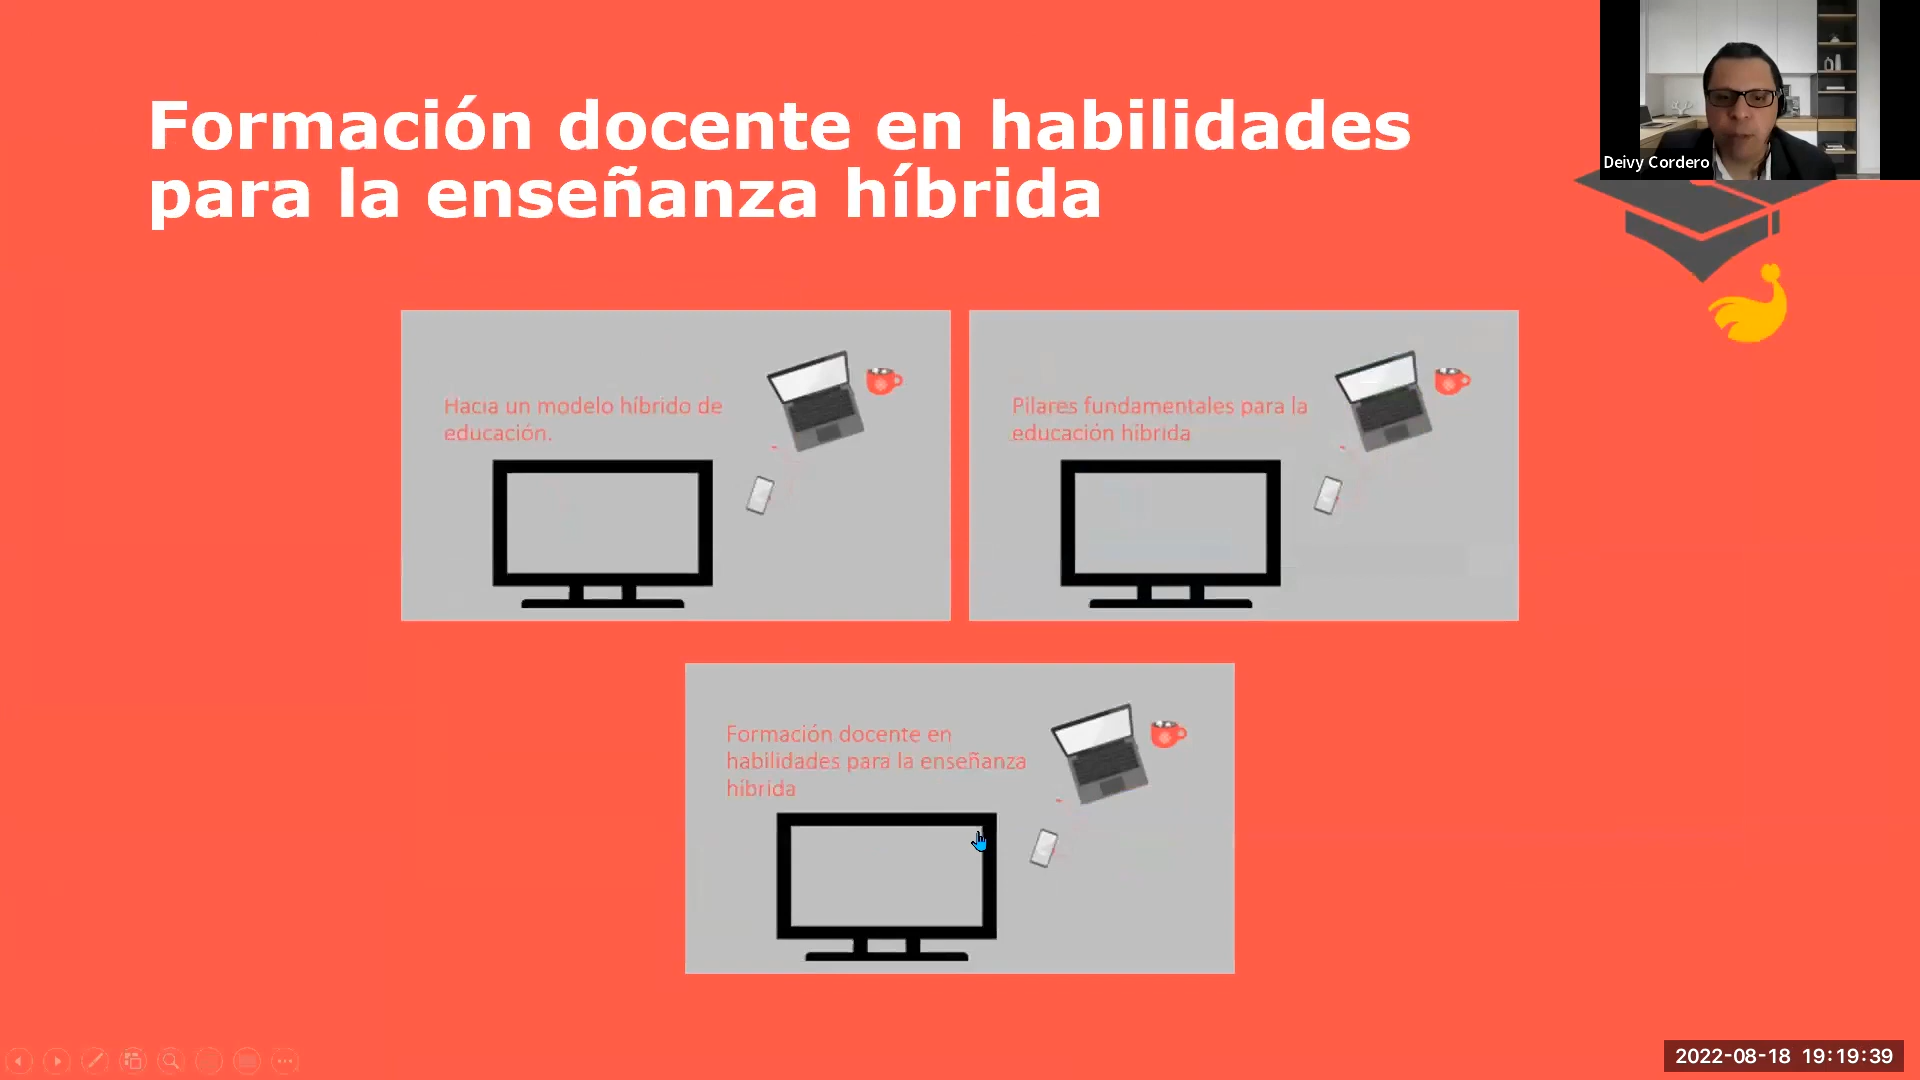 Formación docente en habilidades
para la enseñanza híbrida
Deivy Cordero
Hacia un modelo híbrido de
educación.
Pilares fundamentales para la
educación híbrida
Formación docente en
habilidades para la enseñanza
híbrida
2022-08-18 19:19:39